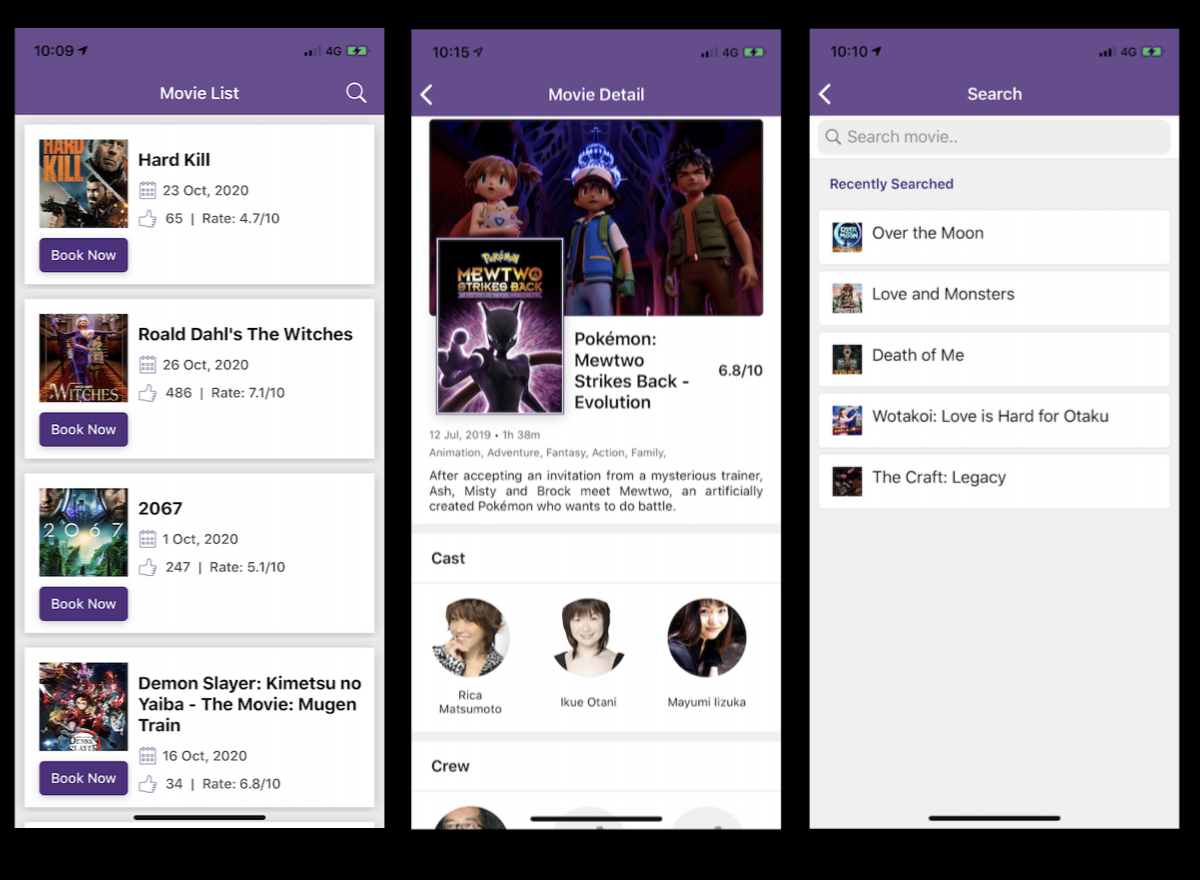 10:09
4G
Movie List
HARD
KILL
Hard Kill
23 Oct, 2020
65 | Rate: 4.7/10
Book Now
Roald Dahl's The Witches
26 Oct, 2020
486 | Rate: 7.1/10
WITCHES
Book Now
2067
2067
1 Oct, 2020
247 | Rate: 5.1/10
Book Now
Demon Slayer: Kimetsu no
Yaiba - The Movie: Mugen
Train
16 Oct, 2020
34 | Rate: 6.8/10
DEMON
SLAYER
Book Now
10:15
4G
Movie Detail
POKéMON
MEWTWO
STRIKES BACK
Pokémon:
Mewtwo
Strikes Back -
Evolution
6.8/10
12 Jul, 2019 • 1h 38m
Animation, Adventure, Fantasy, Action, Family,
After accepting an invitation from a mysterious trainer,
Ash, Misty and Brock meet Mewtwo, an artificially
created Pokémon who wants to do battle.
Cast
Rica
Matsumoto
Ikue Otani
Mayumi Iizuka
Crew
10:10
4G
Search
Search movie..
Recently Searched
OVER
THE
MOON
Over the Moon
Love and Monsters
Death of Me
Wotakoi: Love is Hard for Otaku
The Craft: Legacy